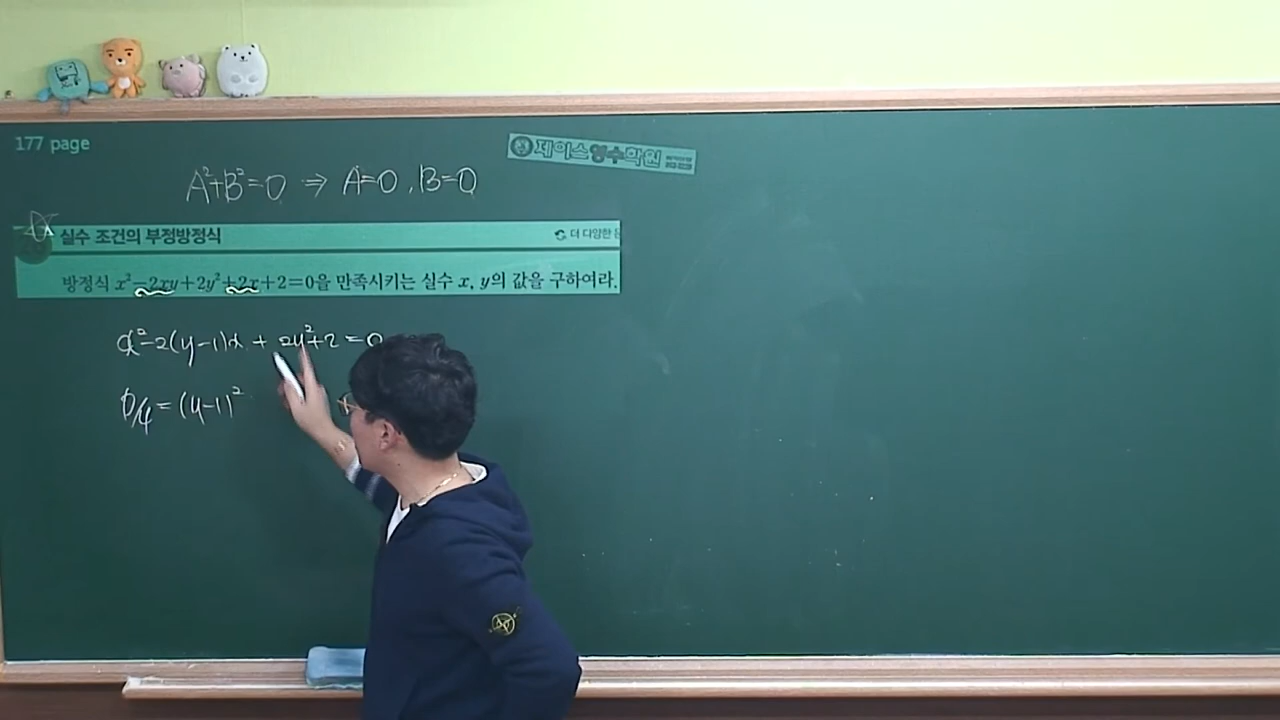 177 page
제이스영수학원
A²+B²=0 ⇒ A=0, B=0
실수 조건의 부정방정식
더 다양한
방정식 x²-2xy+2y²+2x+2=0을 만족시키는 실수 x, y의 값을 구하여라.
x²-2(y-1)x + 2y²+2=0
D/4=(y-1)²